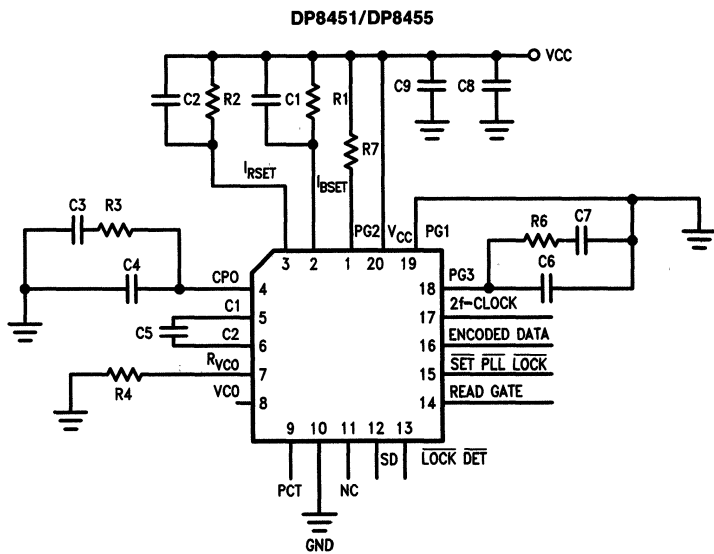 DP8451/DP8455
VCC
C2 R2 C1 R1 C9 C8
R7
IRSET
IBSET
C3 R3
PG2 VCC PG1
R6 C7
3 2 1 20 19
C4 CPO 4
18 PG3
C6
2f-CLOCK
C1 5
17
C5 C2 6
16 ENCODED DATA
RVCO 7
15 SET PLL LOCK
R4
VCO 8
14 READ GATE
9 10 11 12 13
SD LOCK DET
PCT NC
GND